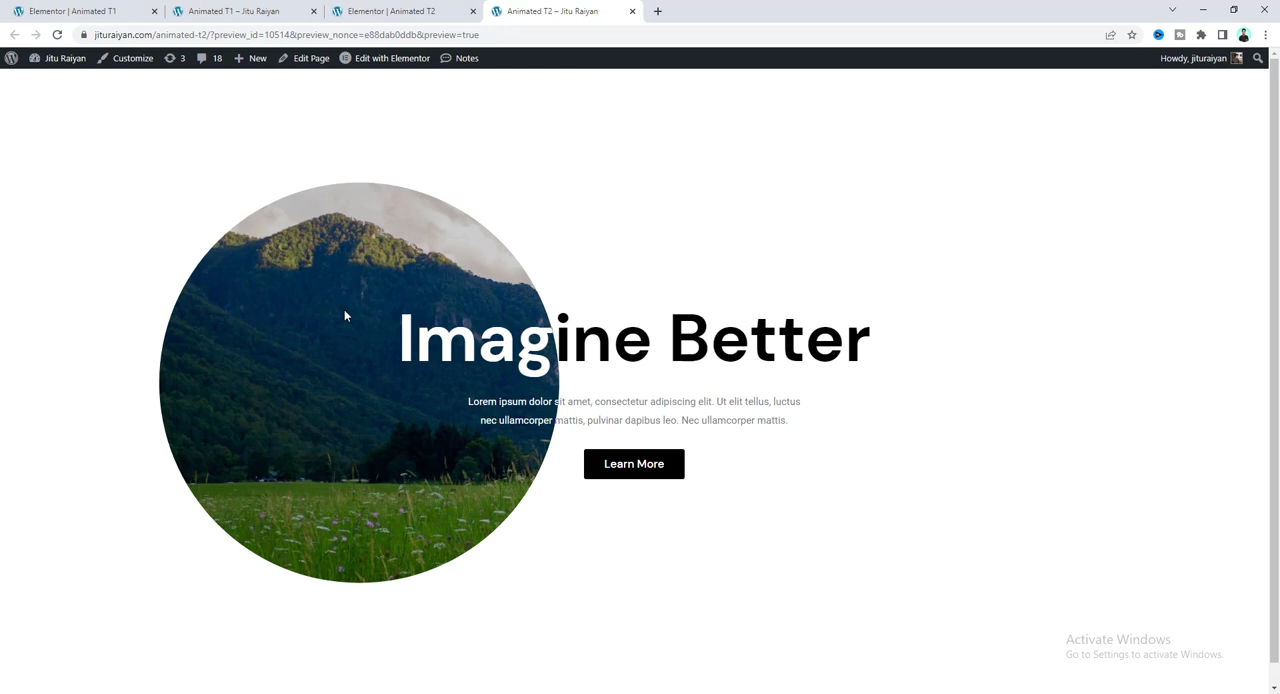 Elementor | Animated T1
Animated T1 – Jitu Raiyan
Elementor | Animated T2
Animated T2 – Jitu Raiyan
jituraiyan.com/animated-t2/?preview_id=10514&preview_nonce=e88dab0ddb&preview=true
Jitu Raiyan
Customize
3
18
New
Edit Page
Edit with Elementor
Notes
Howdy, jituraiyan
Imagine Better
Lorem ipsum dolor sit amet, consectetur adipiscing elit. Ut elit tellus, luctus
nec ullamcorper mattis, pulvinar dapibus leo. Nec ullamcorper mattis.
Learn More
Activate Windows
Go to Settings to activate Windows.